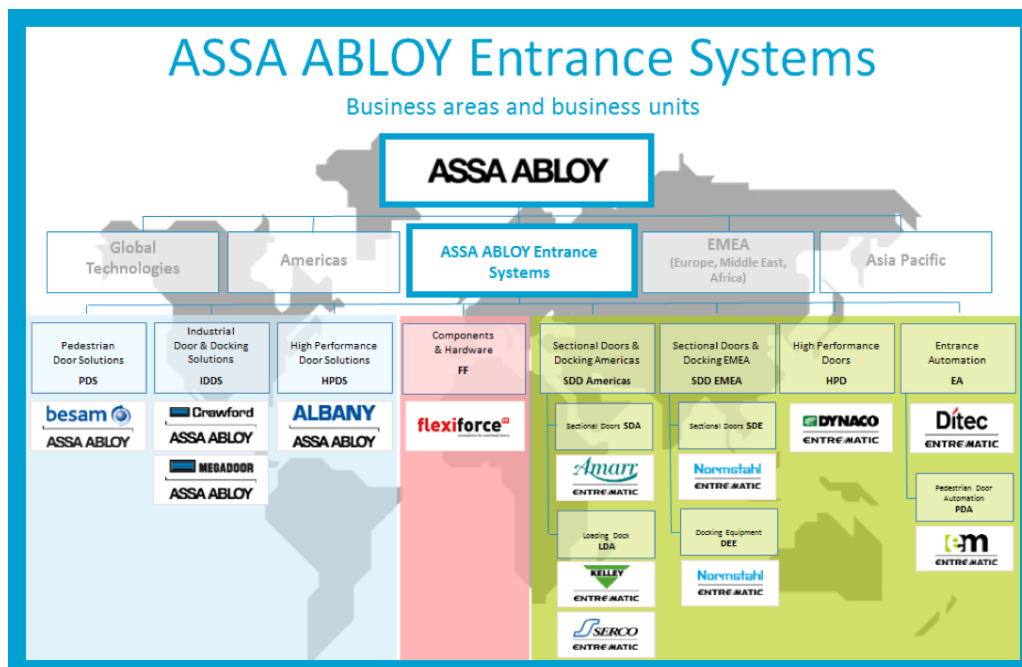 ASSA ABLOY Entrance Systems
Business areas and business units
ASSA ABLOY
Global
Technologies
Americas
ASSA ABLOY Entrance
Systems
EMEA
(Europe, Middle East,
Africa)
Asia Pacific
Pedestrian
Door Solutions
PDS
besam
ASSA ABLOY
Industrial
Door & Docking
Solutions
IDDS
Crawford
ASSA ABLOY
MEGADOOR
ASSA ABLOY
High Performance
Door Solutions
HPDS
ALBANY
ASSA ABLOY
Components
& Hardware
FF
flexiforce
innovations for overhead doors
Sectional Doors &
Docking Americas
SDD Americas
Sectional Doors SDA
Amarr
ENTREMATIC
Loading Dock
LDA
KELLEY
ENTREMATIC
SERCO
ENTREMATIC
Sectional Doors &
Docking EMEA
SDD EMEA
Sectional Doors SDE
Normstahl
ENTREMATIC
Docking Equipment
DEE
Normstahl
ENTREMATIC
High Performance
Doors
HPD
DYNACO
ENTREMATIC
Entrance
Automation
EA
Ditec
ENTREMATIC
Pedestrian Door
Automation
PDA
em
ENTREMATIC